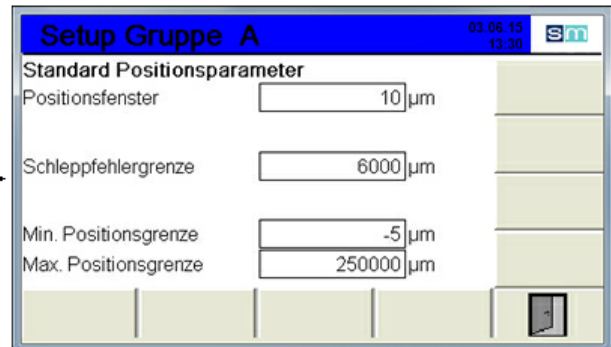 Setup Gruppe A
03.06.15
13:30
sm
Standard Positionsparameter
Positionsfenster 10 µm
Schleppfehlergrenze 6000 µm
Min. Positionsgrenze -5 µm
Max. Positionsgrenze 250000 µm